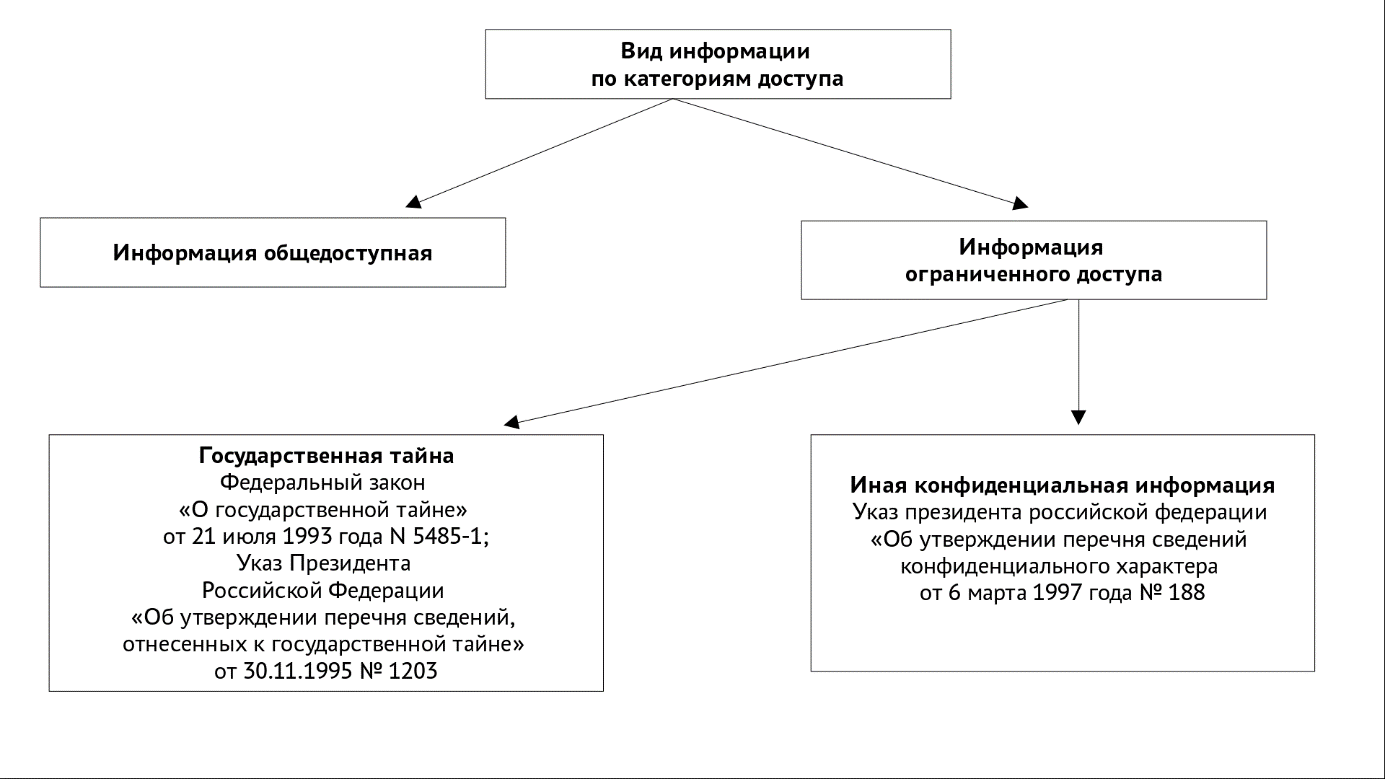 Вид информации
по категориям доступа
Информация общедоступная
Информация
ограниченного доступа
Государственная тайна
Федеральный закон
«О государственной тайне»
от 21 июля 1993 года N 5485-1;
Указ Президента
Российской Федерации
«Об утверждении перечня сведений,
отнесенных к государственной тайне»
от 30.11.1995 № 1203
Иная конфиденциальная информация
Указ президента российской федерации
«Об утверждении перечня сведений
конфиденциального характера
от 6 марта 1997 года № 188